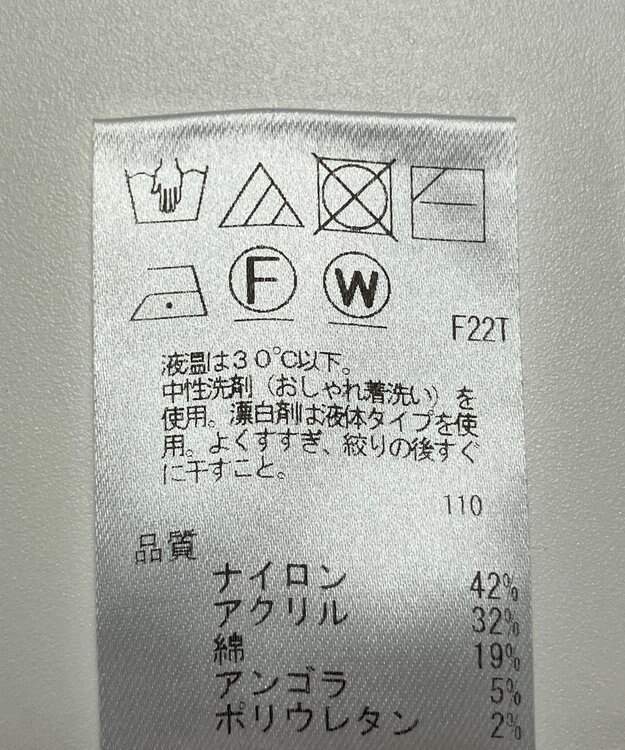 F W
F22T
液温は30℃以下。
中性洗剤（おしゃれ着洗い）を
使用。漂白剤は液体タイプを使
用。よくすすぎ、絞りの後すぐ
に干すこと。
110
品質
ナイロン 42%
アクリル 32%
綿 19%
アンゴラ 5%
ポリウレタン 2%